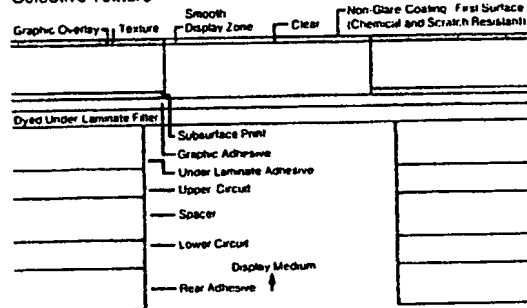 Selective Texture
Smooth
Graphic Overlay Texture Display Zone Clear
Non-Glare Coating First Surface
(Chemical and Scratch Resistant)
Dyed Under Laminate Filter
Subsurface Print
Graphic Adhesive
Under Laminate Adhesive
Upper Circuit
Spacer
Lower Circuit
Display Medium
Rear Adhesive